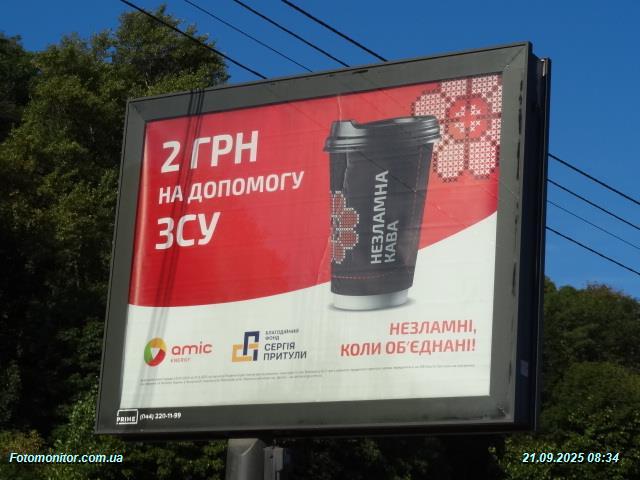 2 ГРН
НА ДОПОМОГУ
ЗСУ
НЕЗЛАМНА
КАВА
amic
ENERGY
БЛАГОДІЙНИЙ
ФОНД
СЕРГІЯ
ПРИТУЛИ
НЕЗЛАМНІ,
КОЛИ ОБ'ЄДНАНІ!
PRIME (044) 220-11-99
Fotomonitor.com.ua
21.09.2025 08:34